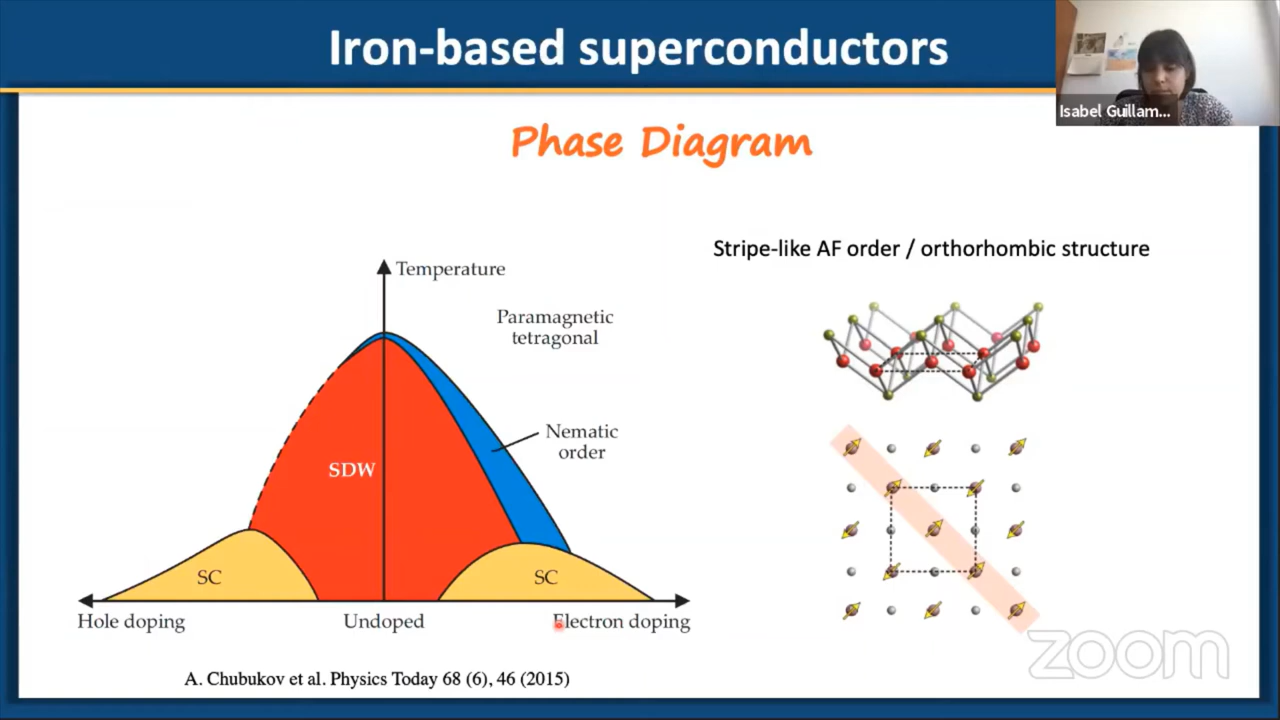 Iron-based superconductors
Isabel Guillam...
Phase Diagram
Stripe-like AF order / orthorhombic structure
Temperature
Paramagnetic
tetragonal
Nematic
order
SDW
SC
SC
Hole doping
Undoped
Electron doping
zoom
A. Chubukov et al. Physics Today 68 (6), 46 (2015)